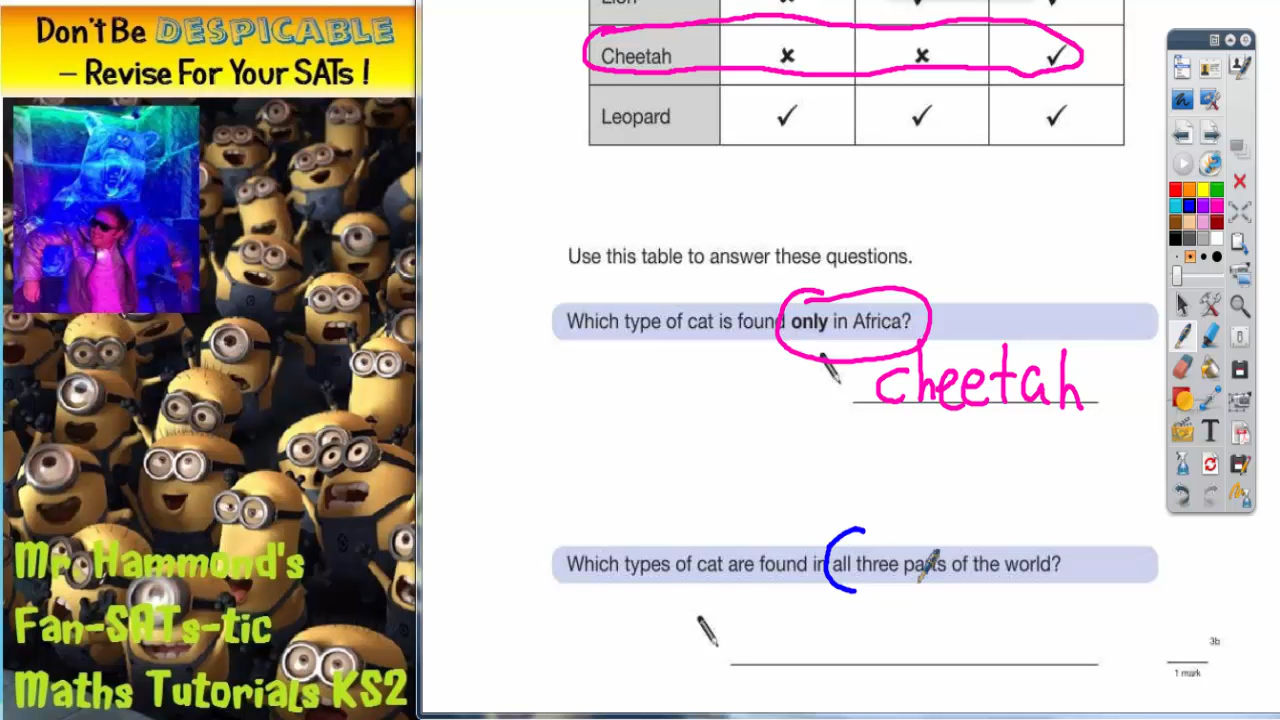 Don't Be DESPICABLE
– Revise For Your SATs !
Lion
Cheetah
Leopard
Use this table to answer these questions.
Which type of cat is found only in Africa?
cheetah
Which types of cat are found in all three parts of the world?
3b
1 mark
Mr. Hammond's
Fan-SATs-tic
Maths Tutorials KS2